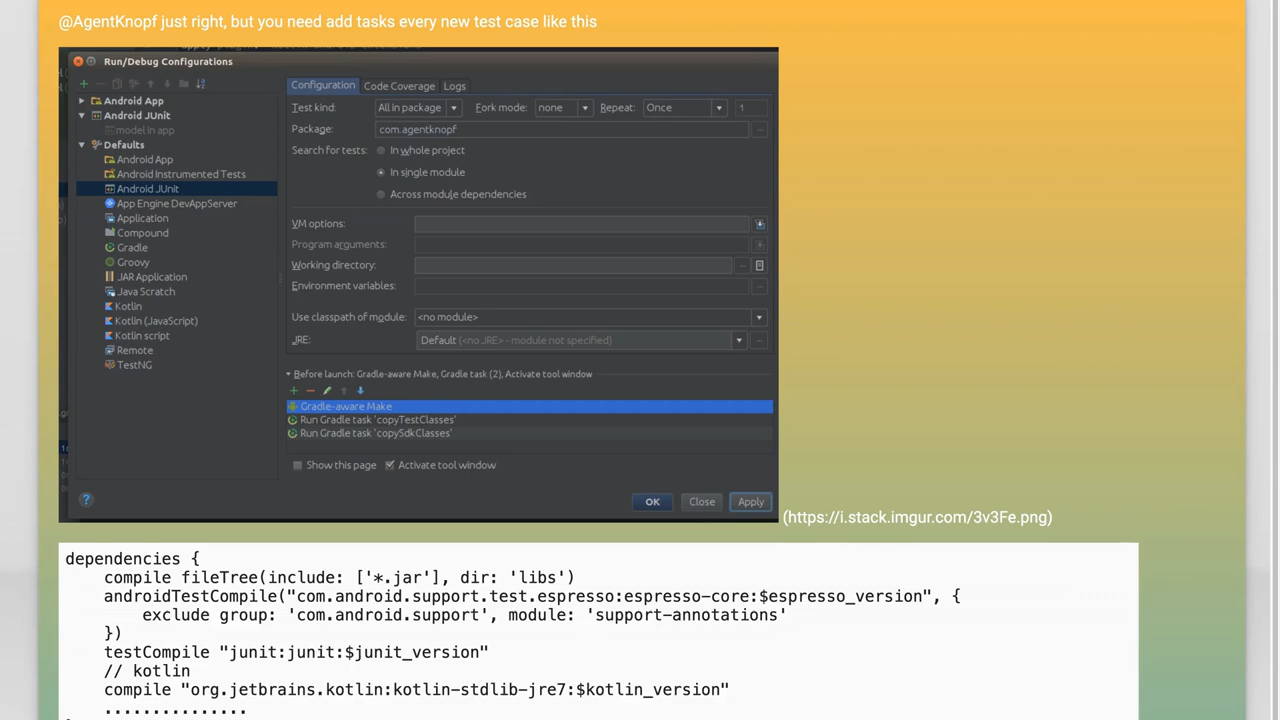 @AgentKnopf just right, but you need add tasks every new test case like this
Run/Debug Configurations
Android App
Android JUnit
model in app
Defaults
Android App
Android Instrumented Tests
Android JUnit
App Engine DevAppServer
Application
Compound
Gradle
Groovy
JAR Application
Java Scratch
Kotlin
Kotlin (JavaScript)
Kotlin script
Remote
TestNG
Configuration Code Coverage Logs
Test kind: All in package Fork mode: none Repeat: Once 1
Package: com.agentknopf
Search for tests: In whole project
In single module
Across module dependencies
VM options:
Program arguments:
Working directory:
Environment variables:
Use classpath of module: <no module>
JRE: Default (<no JRE> - module not specified)
Before launch: Gradle-aware Make, Gradle task (2), Activate tool window
Gradle-aware Make
Run Gradle task 'copyTestClasses'
Run Gradle task 'copySdkClasses'
Show this page Activate tool window
? OK Close Apply
(https://i.stack.imgur.com/3v3Fe.png)
dependencies {
compile fileTree(include: ['*.jar'], dir: 'libs')
androidTestCompile("com.android.support.test.espresso:espresso-core:$espresso_version", {
exclude group: 'com.android.support', module: 'support-annotations'
})
testCompile "junit:junit:$junit_version"
// kotlin
compile "org.jetbrains.kotlin:kotlin-stdlib-jre7:$kotlin_version"
...............